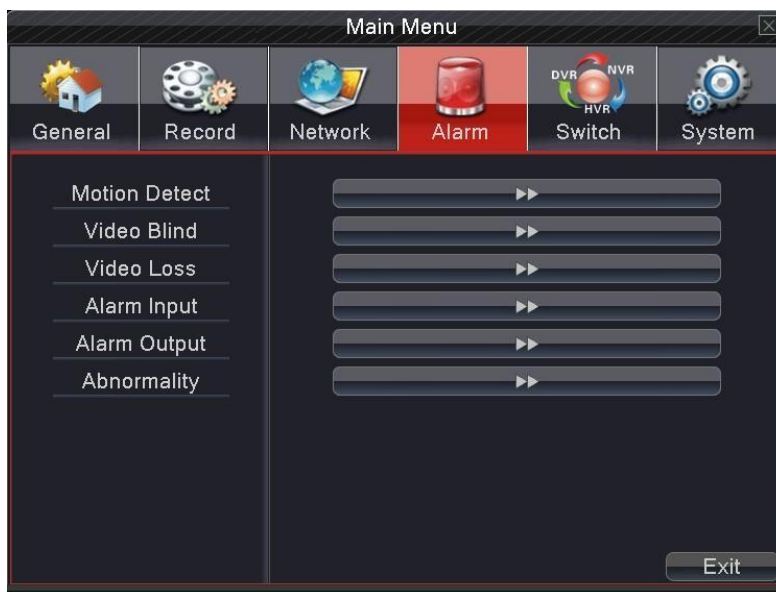 Main Menu
General
Record
Network
Alarm
DVR NVR
HVR
Switch
System
Motion Detect
Video Blind
Video Loss
Alarm Input
Alarm Output
Abnormality
Exit